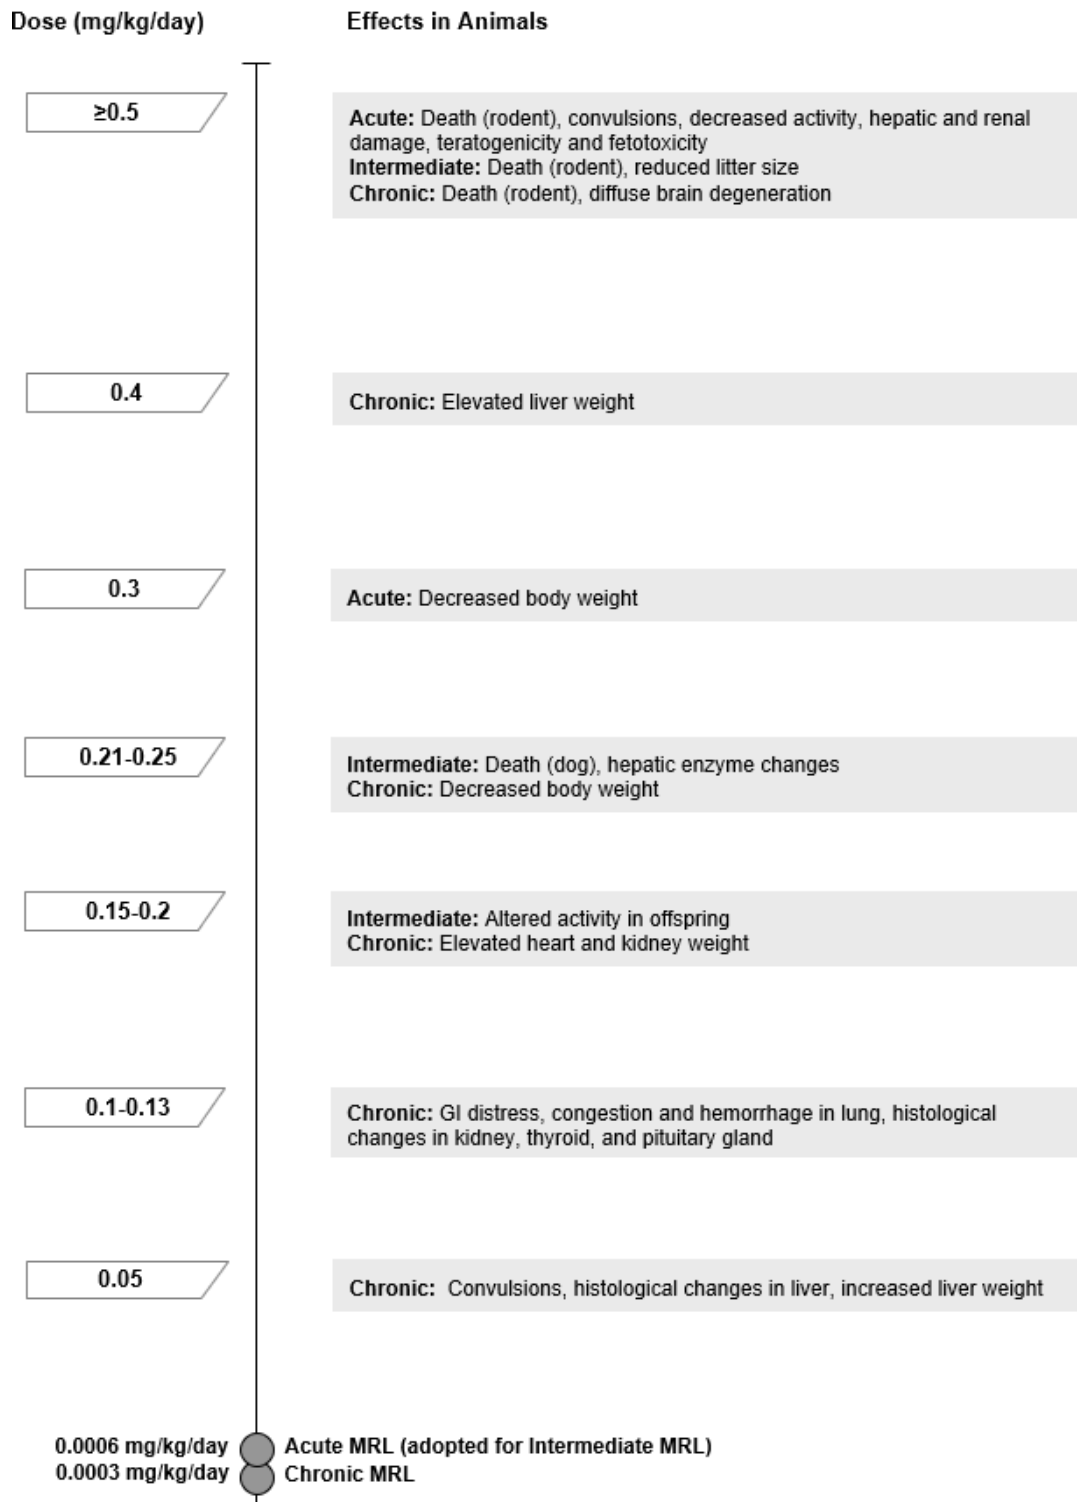 Dose (mg/kg/day) Effects in Animals
≥0.5
Acute: Death (rodent), convulsions, decreased activity, hepatic and renal
damage, teratogenicity and fetotoxicity
Intermediate: Death (rodent), reduced litter size
Chronic: Death (rodent), diffuse brain degeneration
0.4
Chronic: Elevated liver weight
0.3
Acute: Decreased body weight
0.21-0.25
Intermediate: Death (dog), hepatic enzyme changes
Chronic: Decreased body weight
0.15-0.2
Intermediate: Altered activity in offspring
Chronic: Elevated heart and kidney weight
0.1-0.13
Chronic: GI distress, congestion and hemorrhage in lung, histological
changes in kidney, thyroid, and pituitary gland
0.05
Chronic: Convulsions, histological changes in liver, increased liver weight
0.0006 mg/kg/day Acute MRL (adopted for Intermediate MRL)
0.0003 mg/kg/day Chronic MRL